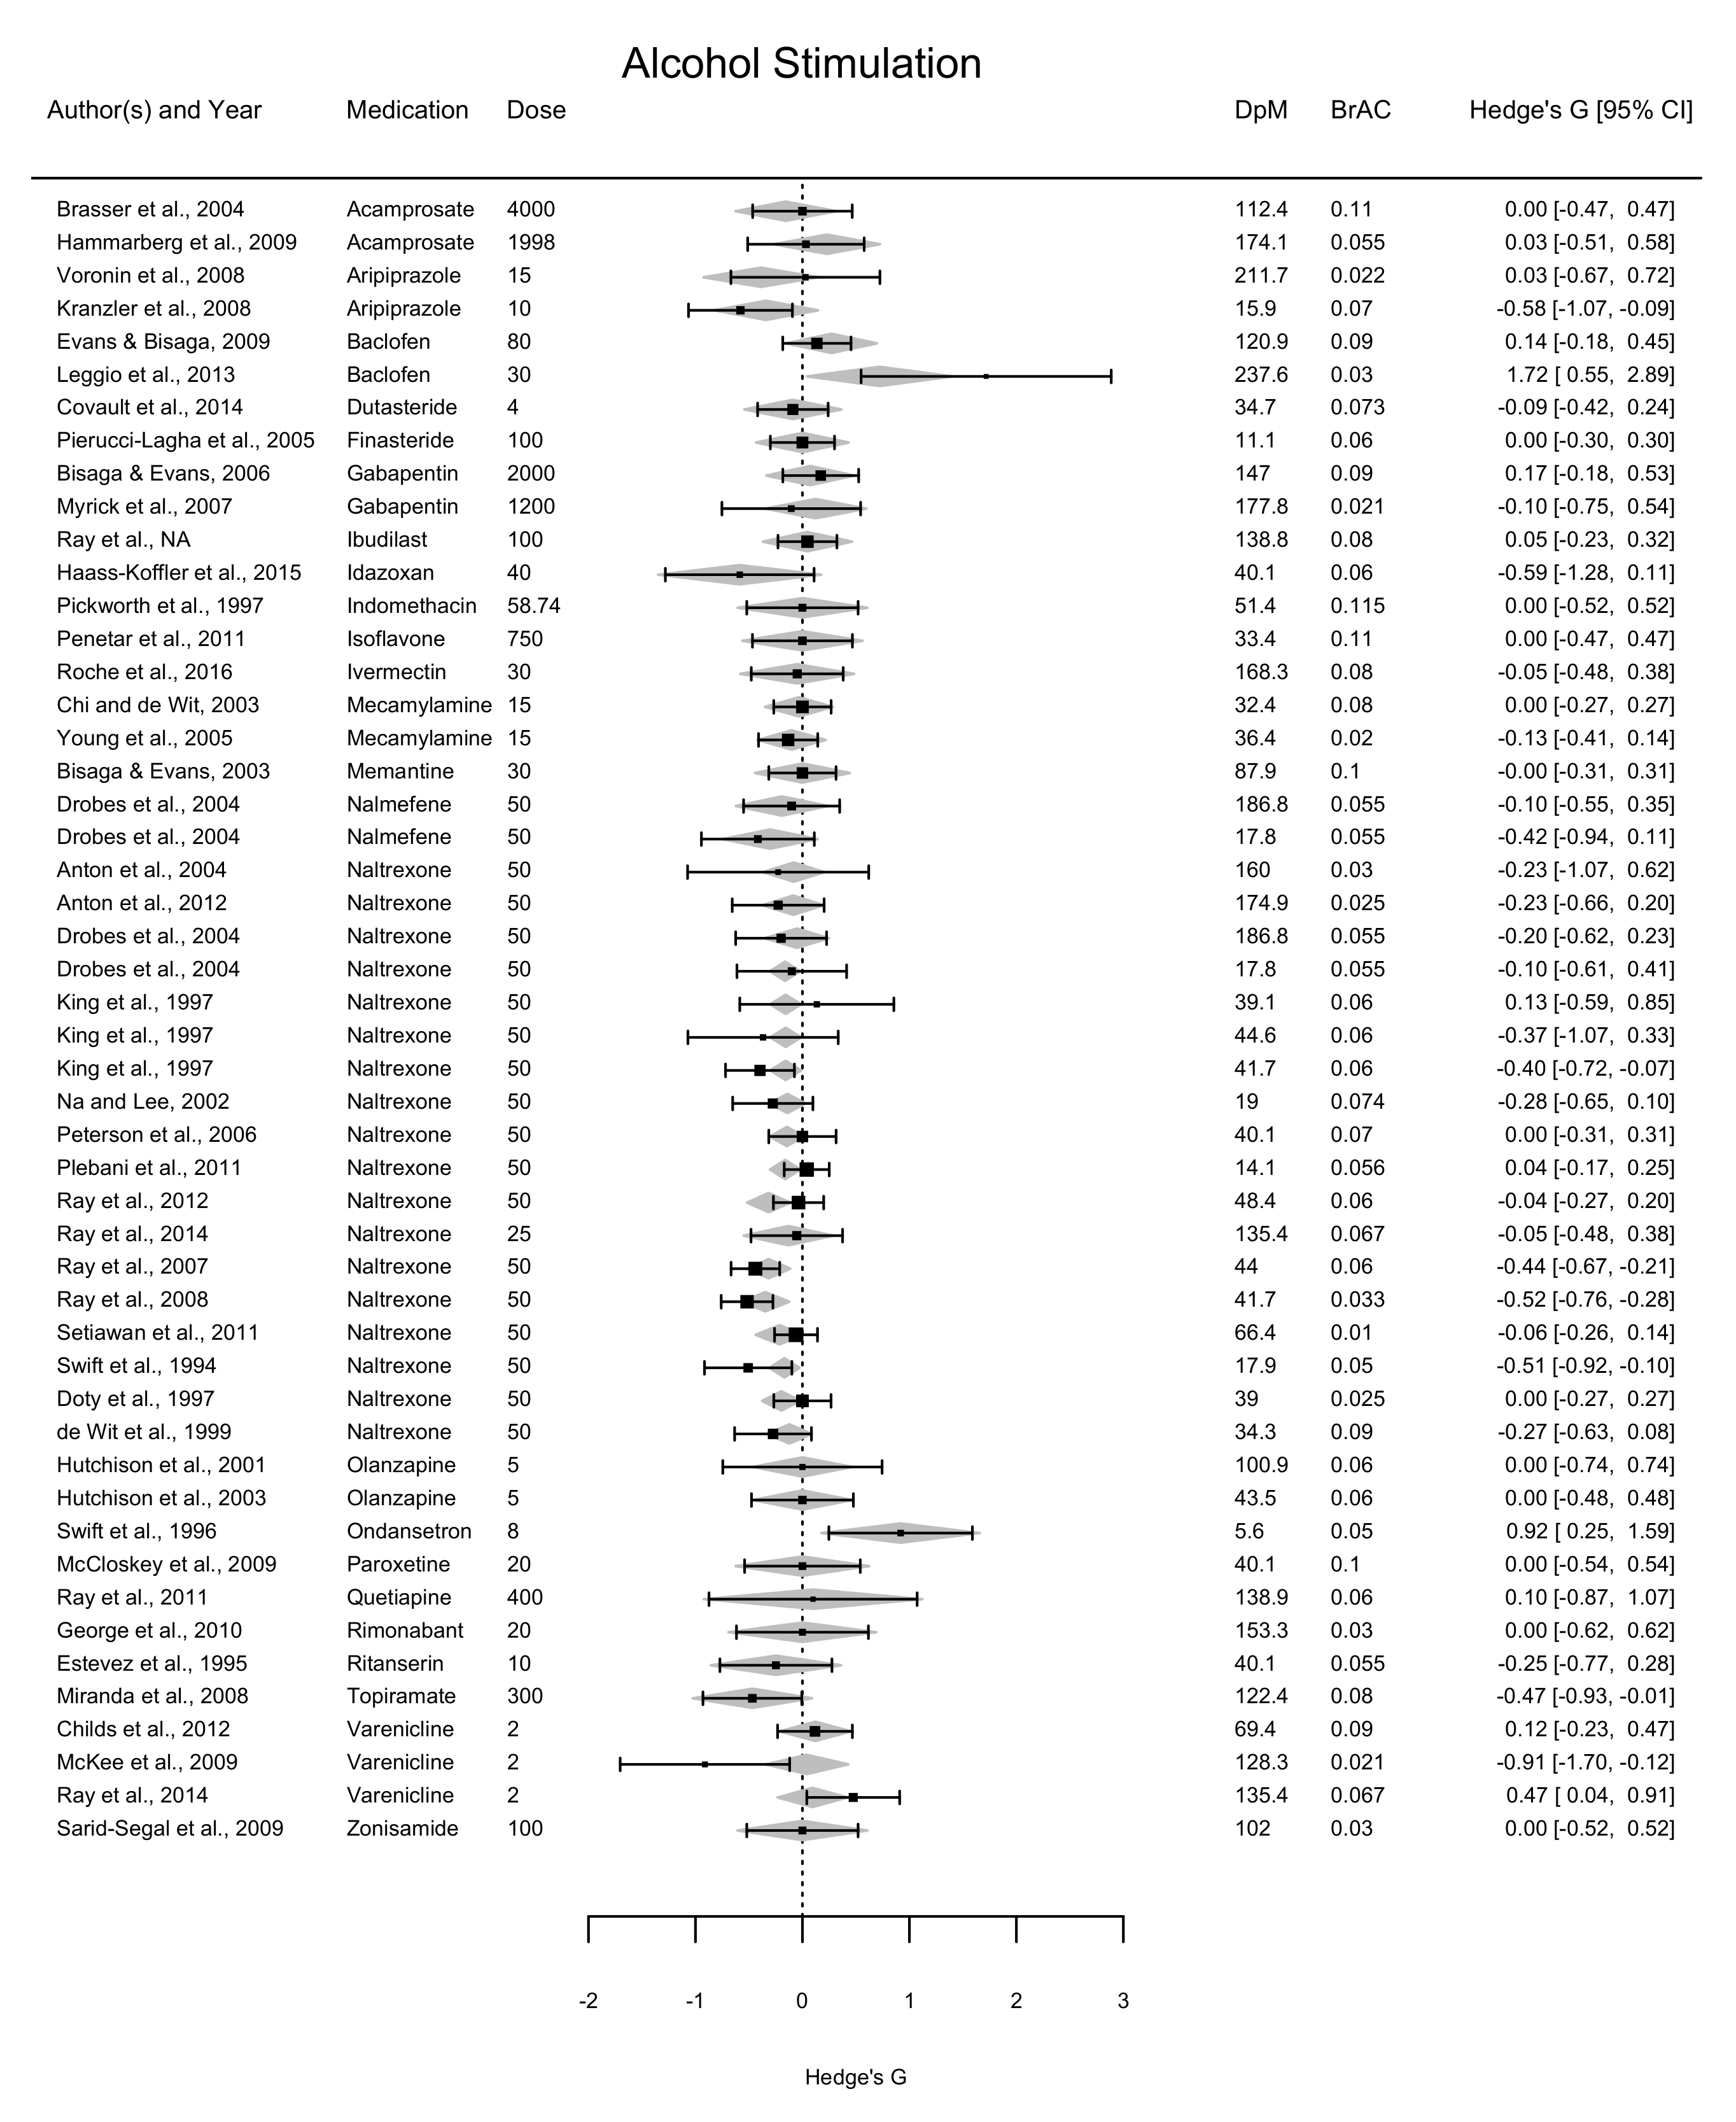 Alcohol Stimulation
Author(s) and Year Medication Dose DpM BrAC Hedge's G [95% CI]
Brasser et al., 2004 Acamprosate 4000 112.4 0.11 0.00 [-0.47, 0.47]
Hammarberg et al., 2009 Acamprosate 1998 174.1 0.055 0.03 [-0.51, 0.58]
Voronin et al., 2008 Aripiprazole 15 211.7 0.022 0.03 [-0.67, 0.72]
Kranzler et al., 2008 Aripiprazole 10 15.9 0.07 -0.58 [-1.07, -0.09]
Evans & Bisaga, 2009 Baclofen 80 120.9 0.09 0.14 [-0.18, 0.45]
Leggio et al., 2013 Baclofen 30 237.6 0.03 1.72 [ 0.55, 2.89]
Covault et al., 2014 Dutasteride 4 34.7 0.073 -0.09 [-0.42, 0.24]
Pierucci-Lagha et al., 2005 Finasteride 100 11.1 0.06 0.00 [-0.30, 0.30]
Bisaga & Evans, 2006 Gabapentin 2000 147 0.09 0.17 [-0.18, 0.53]
Myrick et al., 2007 Gabapentin 1200 177.8 0.021 -0.10 [-0.75, 0.54]
Ray et al., NA Ibudilast 100 138.8 0.08 0.05 [-0.23, 0.32]
Haass-Koffler et al., 2015 Idazoxan 40 40.1 0.06 -0.59 [-1.28, 0.11]
Pickworth et al., 1997 Indomethacin 58.74 51.4 0.115 0.00 [-0.52, 0.52]
Penetar et al., 2011 Isoflavone 750 33.4 0.11 0.00 [-0.47, 0.47]
Roche et al., 2016 Ivermectin 30 168.3 0.08 -0.05 [-0.48, 0.38]
Chi and de Wit, 2003 Mecamylamine 15 32.4 0.08 0.00 [-0.27, 0.27]
Young et al., 2005 Mecamylamine 15 36.4 0.02 -0.13 [-0.41, 0.14]
Bisaga & Evans, 2003 Memantine 30 87.9 0.1 -0.00 [-0.31, 0.31]
Drobes et al., 2004 Nalmefene 50 186.8 0.055 -0.10 [-0.55, 0.35]
Drobes et al., 2004 Nalmefene 50 17.8 0.055 -0.42 [-0.94, 0.11]
Anton et al., 2004 Naltrexone 50 160 0.03 -0.23 [-1.07, 0.62]
Anton et al., 2012 Naltrexone 50 174.9 0.025 -0.23 [-0.66, 0.20]
Drobes et al., 2004 Naltrexone 50 186.8 0.055 -0.20 [-0.62, 0.23]
Drobes et al., 2004 Naltrexone 50 17.8 0.055 -0.10 [-0.61, 0.41]
King et al., 1997 Naltrexone 50 39.1 0.06 0.13 [-0.59, 0.85]
King et al., 1997 Naltrexone 50 44.6 0.06 -0.37 [-1.07, 0.33]
King et al., 1997 Naltrexone 50 41.7 0.06 -0.40 [-0.72, -0.07]
Na and Lee, 2002 Naltrexone 50 19 0.074 -0.28 [-0.65, 0.10]
Peterson et al., 2006 Naltrexone 50 40.1 0.07 0.00 [-0.31, 0.31]
Plebani et al., 2011 Naltrexone 50 14.1 0.056 0.04 [-0.17, 0.25]
Ray et al., 2012 Naltrexone 50 48.4 0.06 -0.04 [-0.27, 0.20]
Ray et al., 2014 Naltrexone 25 135.4 0.067 -0.05 [-0.48, 0.38]
Ray et al., 2007 Naltrexone 50 44 0.06 -0.44 [-0.67, -0.21]
Ray et al., 2008 Naltrexone 50 41.7 0.033 -0.52 [-0.76, -0.28]
Setiawan et al., 2011 Naltrexone 50 66.4 0.01 -0.06 [-0.26, 0.14]
Swift et al., 1994 Naltrexone 50 17.9 0.05 -0.51 [-0.92, -0.10]
Doty et al., 1997 Naltrexone 50 39 0.025 0.00 [-0.27, 0.27]
de Wit et al., 1999 Naltrexone 50 34.3 0.09 -0.27 [-0.63, 0.08]
Hutchison et al., 2001 Olanzapine 5 100.9 0.06 0.00 [-0.74, 0.74]
Hutchison et al., 2003 Olanzapine 5 43.5 0.06 0.00 [-0.48, 0.48]
Swift et al., 1996 Ondansetron 8 5.6 0.05 0.92 [ 0.25, 1.59]
McCloskey et al., 2009 Paroxetine 20 40.1 0.1 0.00 [-0.54, 0.54]
Ray et al., 2011 Quetiapine 400 138.9 0.06 0.10 [-0.87, 1.07]
George et al., 2010 Rimonabant 20 153.3 0.03 0.00 [-0.62, 0.62]
Estevez et al., 1995 Ritanserin 10 40.1 0.055 -0.25 [-0.77, 0.28]
Miranda et al., 2008 Topiramate 300 122.4 0.08 -0.47 [-0.93, -0.01]
Childs et al., 2012 Varenicline 2 69.4 0.09 0.12 [-0.23, 0.47]
McKee et al., 2009 Varenicline 2 128.3 0.021 -0.91 [-1.70, -0.12]
Ray et al., 2014 Varenicline 2 135.4 0.067 0.47 [ 0.04, 0.91]
Sarid-Segal et al., 2009 Zonisamide 100 102 0.03 0.00 [-0.52, 0.52]
-2 -1 0 1 2 3
Hedge's G